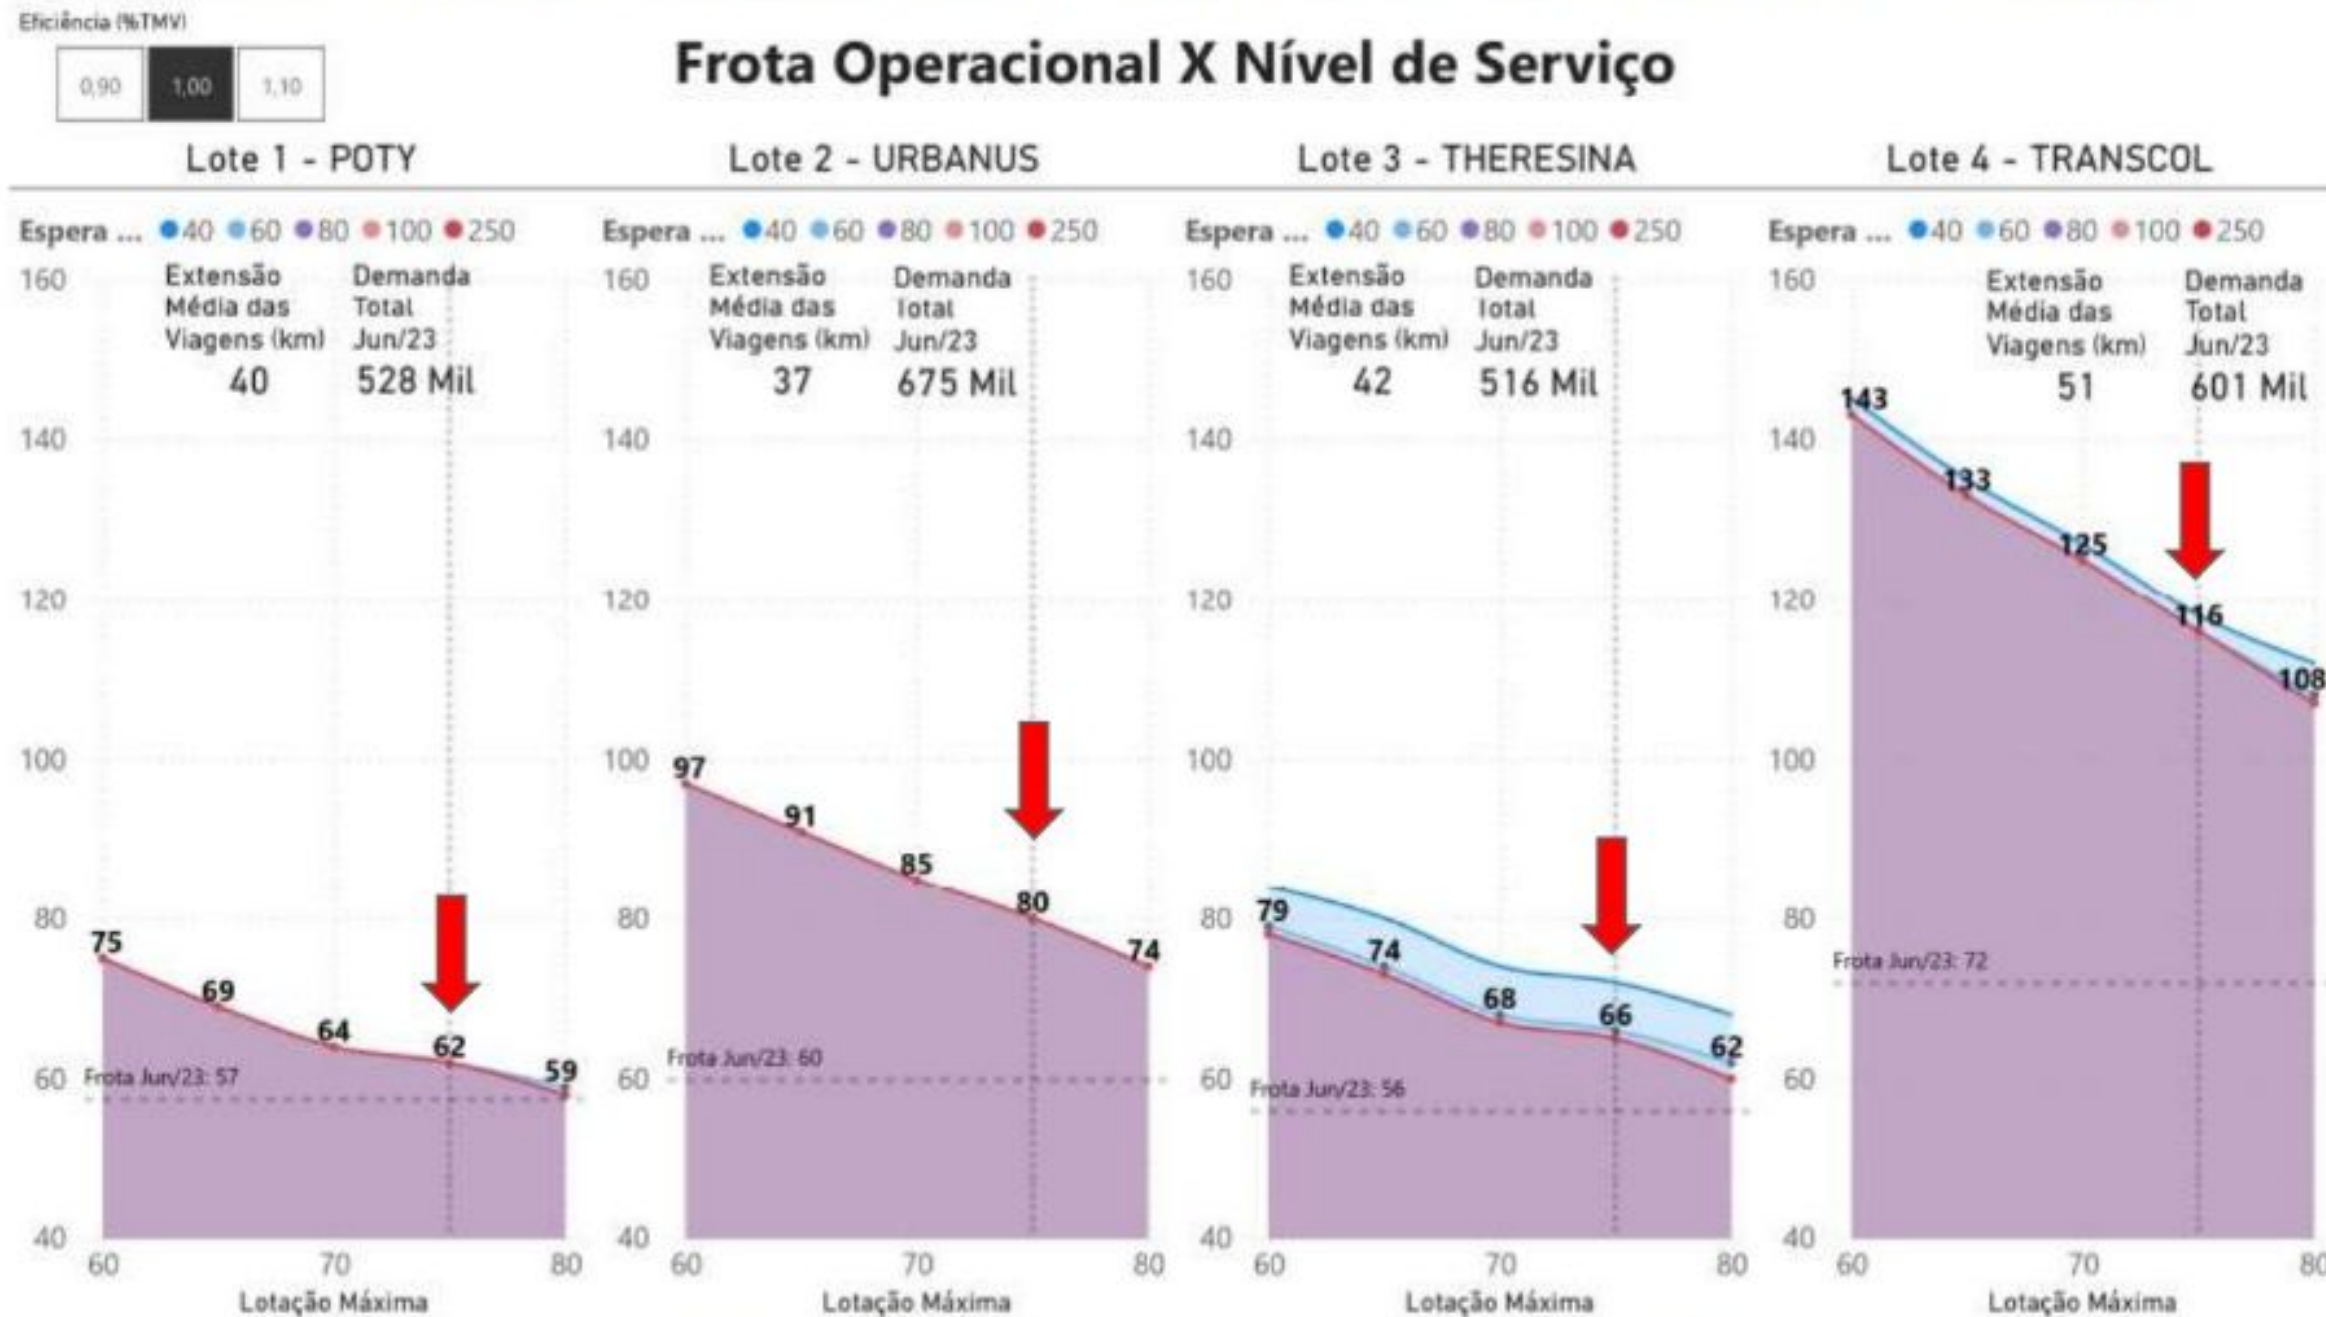 Eficiência (%TMV)
0,90 1,00 1,10
Frota Operacional X Nível de Serviço
Lote 1 - POTY
Espera ... 40 60 80 100 250
Extensão
Média das
Viagens (km)
40
Demanda
Total
Jun/23
528 Mil
160
140
120
100
80
60
40
75
69
64
62
59
Frota Jun/23: 57
60 70 80
Lotação Máxima
Lote 2 - URBANUS
Espera ... 40 60 80 100 250
Extensão
Média das
Viagens (km)
37
Demanda
Total
Jun/23
675 Mil
160
140
120
100
80
60
40
97
91
85
80
74
Frota Jun/23: 60
60 70 80
Lotação Máxima
Lote 3 - THERESINA
Espera ... 40 60 80 100 250
Extensão
Média das
Viagens (km)
42
Demanda
Total
Jun/23
516 Mil
160
140
120
100
80
60
40
79
74
68
66
62
Frota Jun/23: 56
60 70 80
Lotação Máxima
Lote 4 - TRANSCOL
Espera ... 40 60 80 100 250
Extensão
Média das
Viagens (km)
51
Demanda
Total
Jun/23
601 Mil
160
140
120
100
80
60
40
143
133
125
116
108
Frota Jun/23: 72
60 70 80
Lotação Máxima